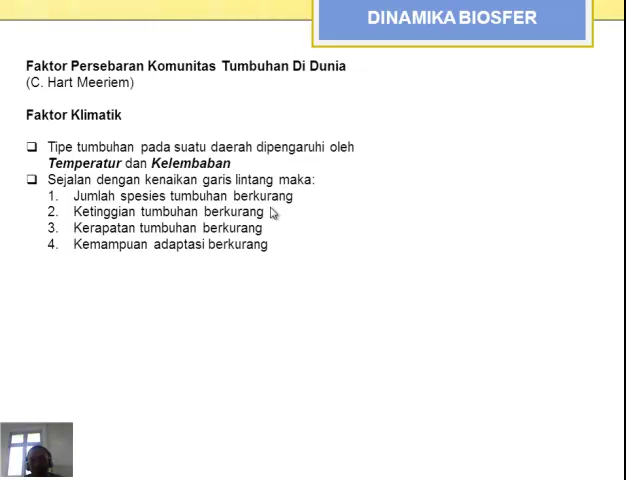 DINAMIKA BIOSFER
Faktor Persebaran Komunitas Tumbuhan Di Dunia
(C. Hart Meeriem)
Faktor Klimatik
Tipe tumbuhan pada suatu daerah dipengaruhi oleh
Temperatur dan Kelembaban
Sejalan dengan kenaikan garis lintang maka:
1. Jumlah spesies tumbuhan berkurang
2. Ketinggian tumbuhan berkurang
3. Kerapatan tumbuhan berkurang
4. Kemampuan adaptasi berkurang